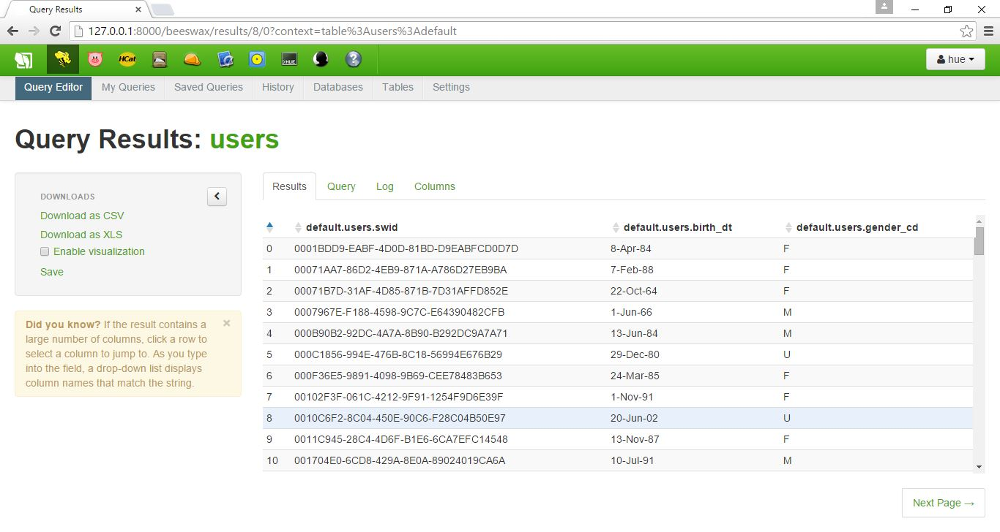 Query Results
127.0.0.1:8000/beeswax/results/8/0?context=table%3Ausers%3Adefault
HCat
>HUE
?
hue
Query Editor My Queries Saved Queries History Databases Tables Settings
Query Results: users
DOWNLOADS
Download as CSV
Download as XLS
Enable visualization
Save
Did you know? If the result contains a
large number of columns, click a row to
select a column to jump to. As you type
into the field, a drop-down list displays
column names that match the string.
Results Query Log Columns
default.users.swid default.users.birth_dt default.users.gender_cd
0 0001BDD9-EABF-4D0D-81BD-D9EABFCD0D7D 8-Apr-84 F
1 00071AA7-86D2-4EB9-871A-A786D27EB9BA 7-Feb-88 F
2 00071B7D-31AF-4D85-871B-7D31AFFD852E 22-Oct-64 F
3 0007967E-F188-4598-9C7C-E64390482CFB 1-Jun-66 M
4 000B90B2-92DC-4A7A-8B90-B292DC9A7A71 13-Jun-84 M
5 000C1856-994E-476B-8C18-56994E676B29 29-Dec-80 U
6 000F36E5-9891-4098-9B69-CEE78483B653 24-Mar-85 F
7 00102F3F-061C-4212-9F91-1254F9D6E39F 1-Nov-91 F
8 0010C6F2-8C04-450E-90C6-F28C04B50E97 20-Jun-02 U
9 0011C945-28C4-4D6F-B1E6-6CA7EFC14548 13-Nov-87 F
10 001704E0-6CD8-429A-8E0A-89024019CA6A 10-Jul-91 M
Next Page →